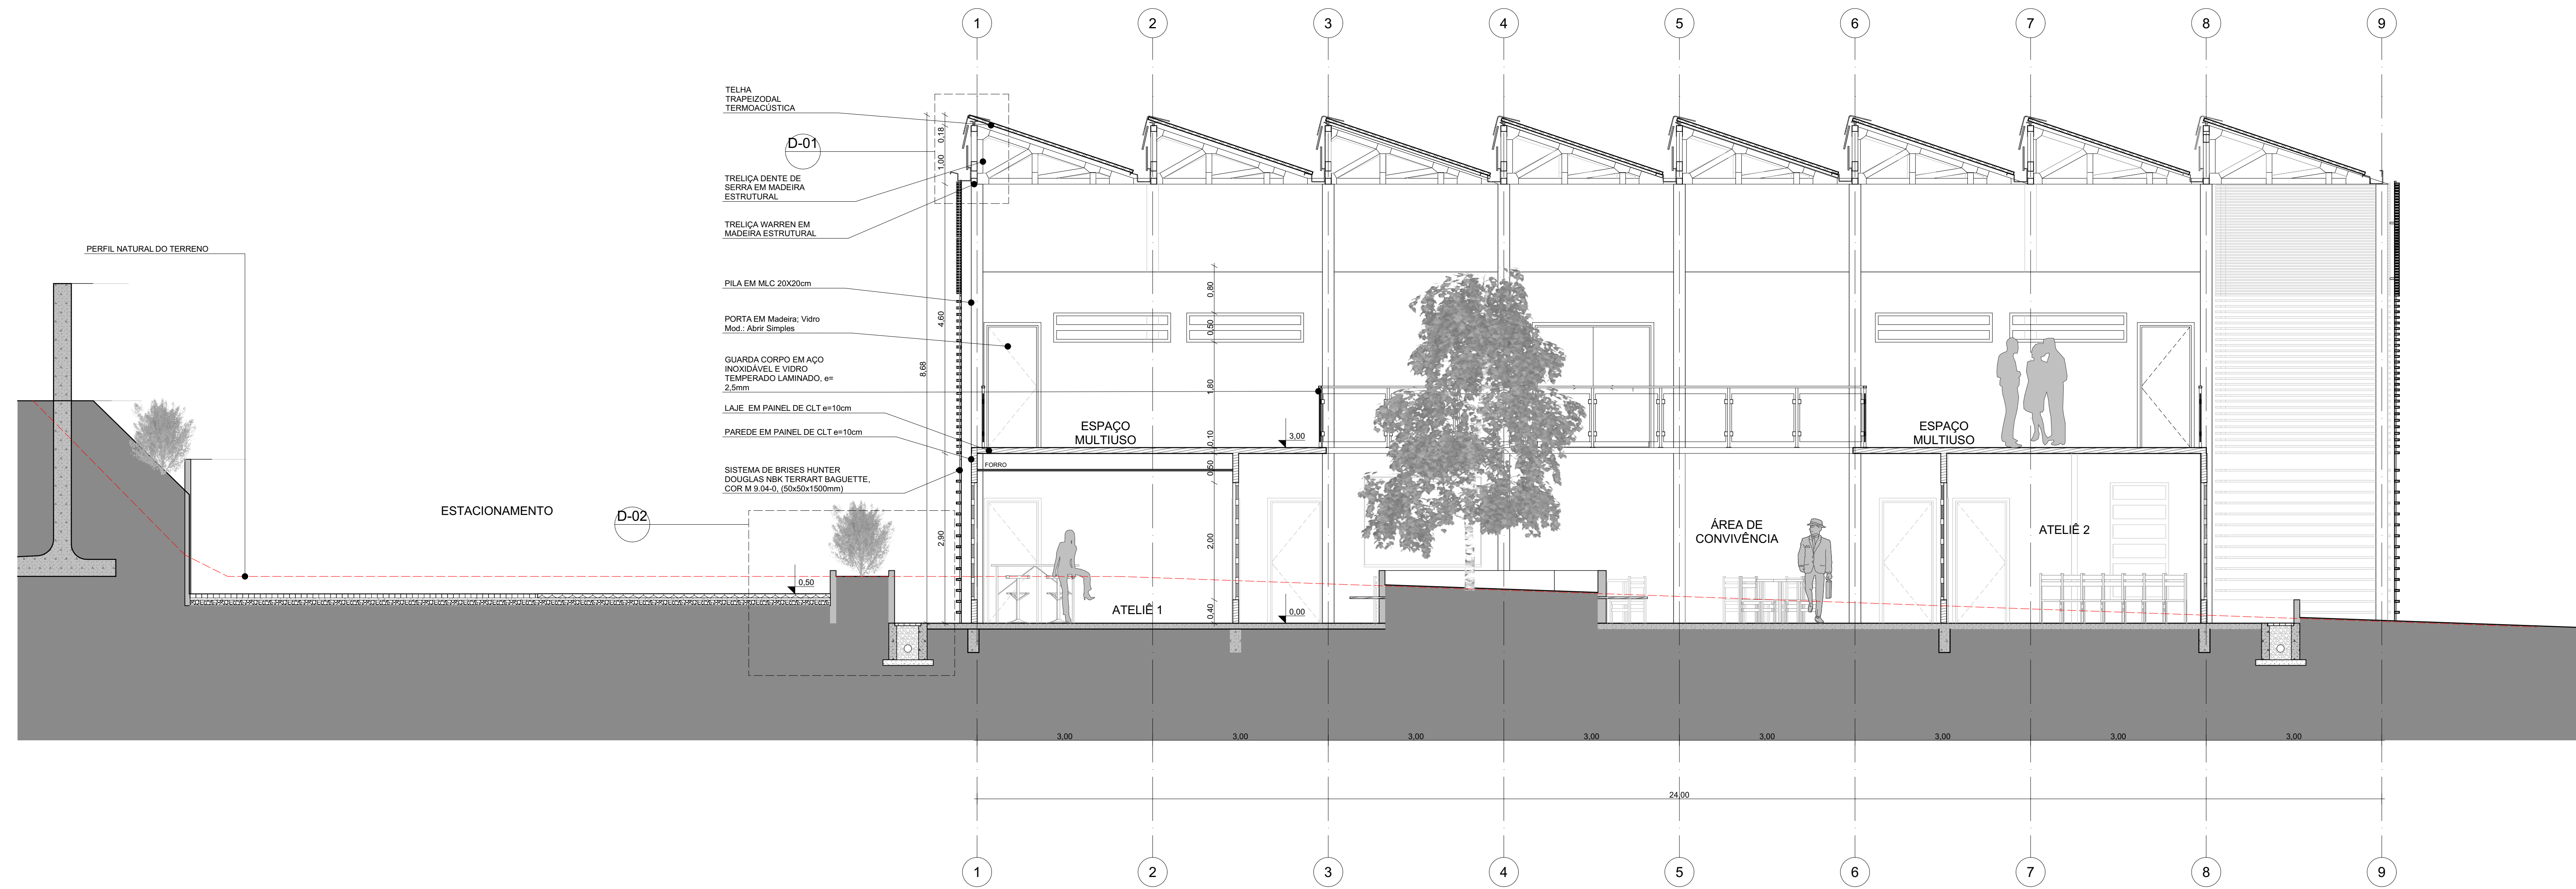 1
2
3
4
5
6
7
8
9
TELHA
TRAPEIZODAL
TERMOACÚSTICA
D-01
TRELIÇA DENTE DE
SERRA EM MADEIRA
ESTRUTURAL
TRELIÇA WARREN EM
MADEIRA ESTRUTURAL
PERFIL NATURAL DO TERRENO
PILA EM MLC 20X20cm
PORTA EM Madeira; Vidro
Mod.: Abrir Simples
GUARDA CORPO EM AÇO
INOXIDÁVEL E VIDRO
TEMPERADO LAMINADO, e=
2,5mm
LAJE EM PAINEL DE CLT e=10cm
PAREDE EM PAINEL DE CLT e=10cm
SISTEMA DE BRISES HUNTER
DOUGLAS NBK TERRART BAGUETTE,
COR M 9.04-0, (50x50x1500mm)
D-02
ESTACIONAMENTO
0,50
8,68
0,18
1,00
4,60
2,90
0,80
0,50
1,80
0,10
0,50
2,00
0,40
ESPAÇO
MULTIUSO
3,00
FORRO
ATELIÊ 1
0,00
ÁREA DE
CONVIVÊNCIA
ESPAÇO
MULTIUSO
ATELIÊ 2
3,00
3,00
3,00
3,00
3,00
3,00
3,00
3,00
24,00
1
2
3
4
5
6
7
8
9